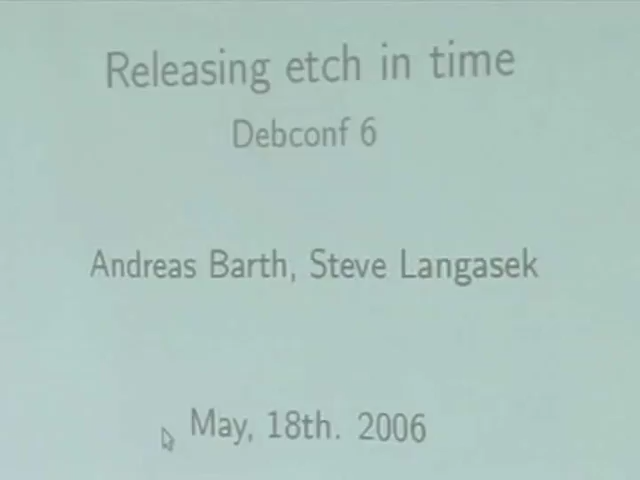 Releasing etch in time
Debconf 6
Andreas Barth, Steve Langasek
May, 18th. 2006